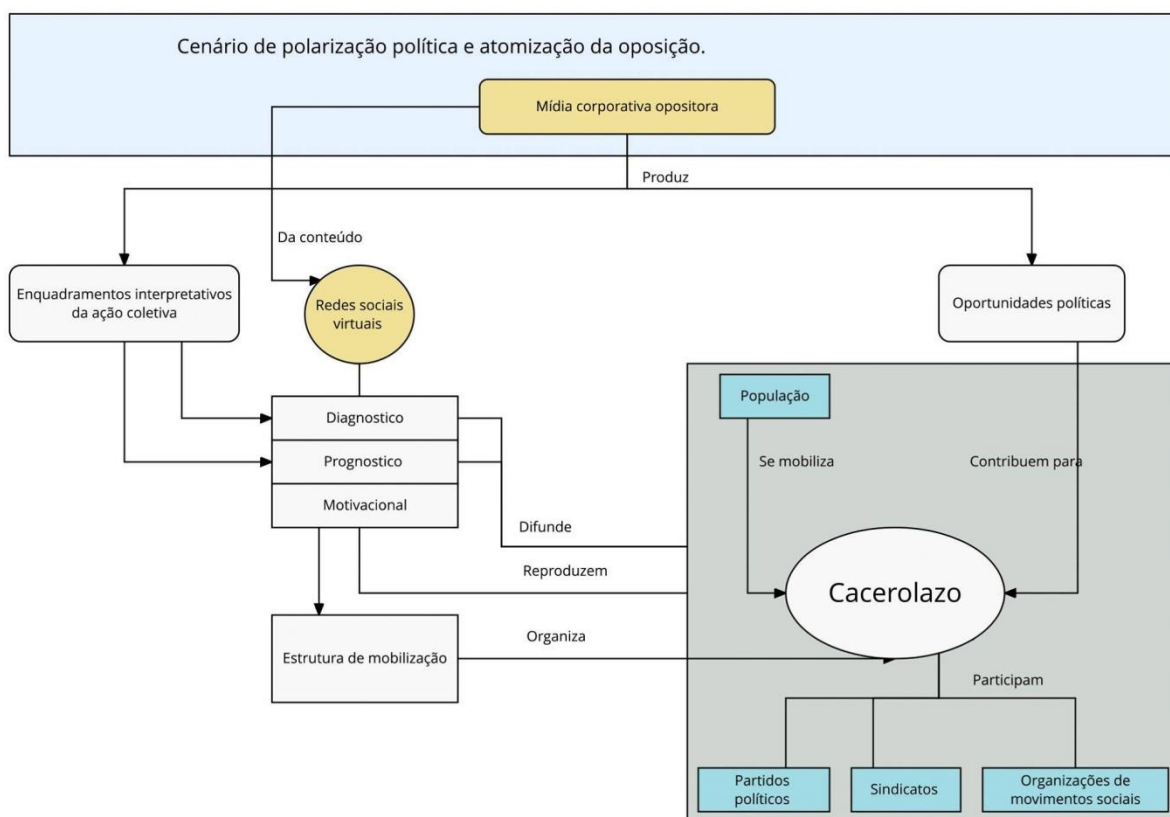 Cenário de polarização política e atomização da oposição.
Mídia corporativa opositora
Produz
Da conteúdo
Enquadramentos interpretativos
da ação coletiva
Redes sociais
virtuais
Oportunidades políticas
População
Diagnostico
Prognostico
Motivacional
Se mobiliza
Contribuem para
Difunde
Reproduzem
Cacerolazo
Organiza
Estrutura de mobilização
Participam
Partidos
políticos
Sindicatos
Organizações de
movimentos sociais